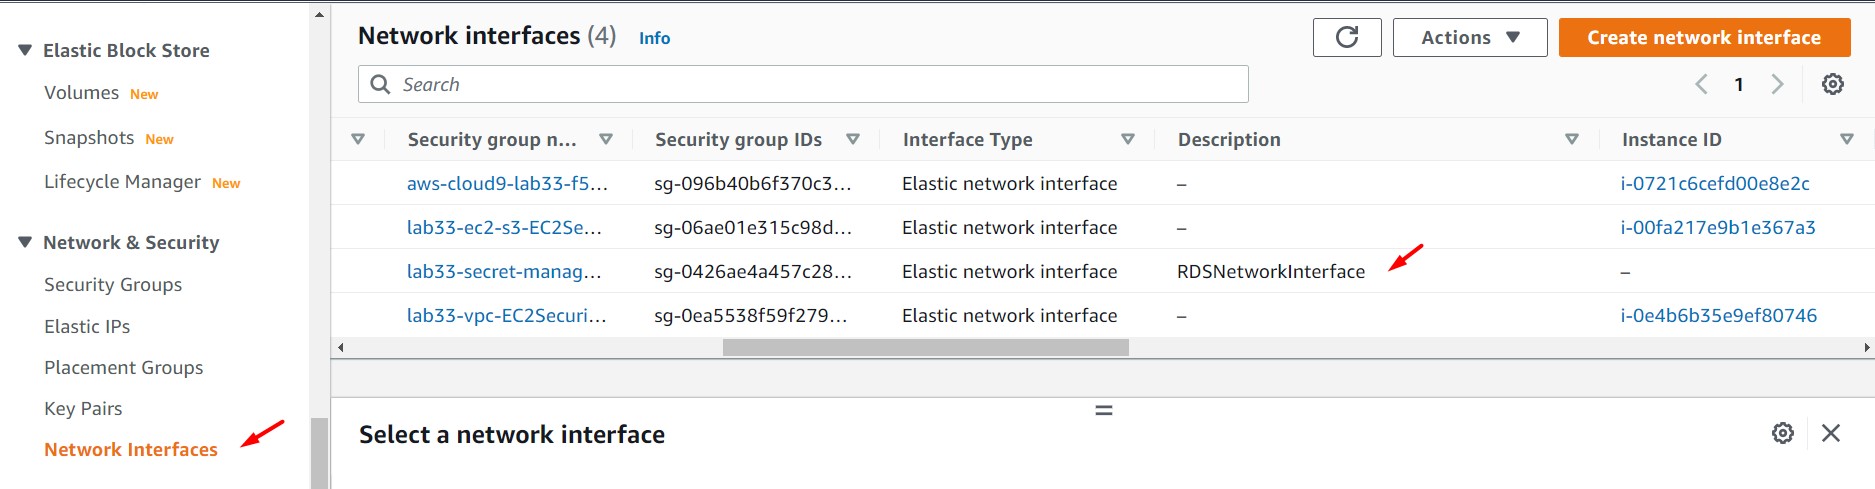 Elastic Block Store
Volumes New
Snapshots New
Lifecycle Manager New
Network & Security
Security Groups
Elastic IPs
Placement Groups
Key Pairs
Network Interfaces
Network interfaces (4) Info
Actions
Create network interface
Search
1
Security group n... Security group IDs Interface Type Description Instance ID
aws-cloud9-lab33-f5... sg-096b40b6f370c3... Elastic network interface – i-0721c6cefd00e8e2c
lab33-ec2-s3-EC2Se... sg-06ae01e315c98d... Elastic network interface – i-00fa217e9b1e367a3
lab33-secret-manag... sg-0426ae4a457c28... Elastic network interface RDSNetworkInterface –
lab33-vpc-EC2Securi... sg-0ea5538f59f279... Elastic network interface – i-0e4b6b35e9ef80746
Select a network interface